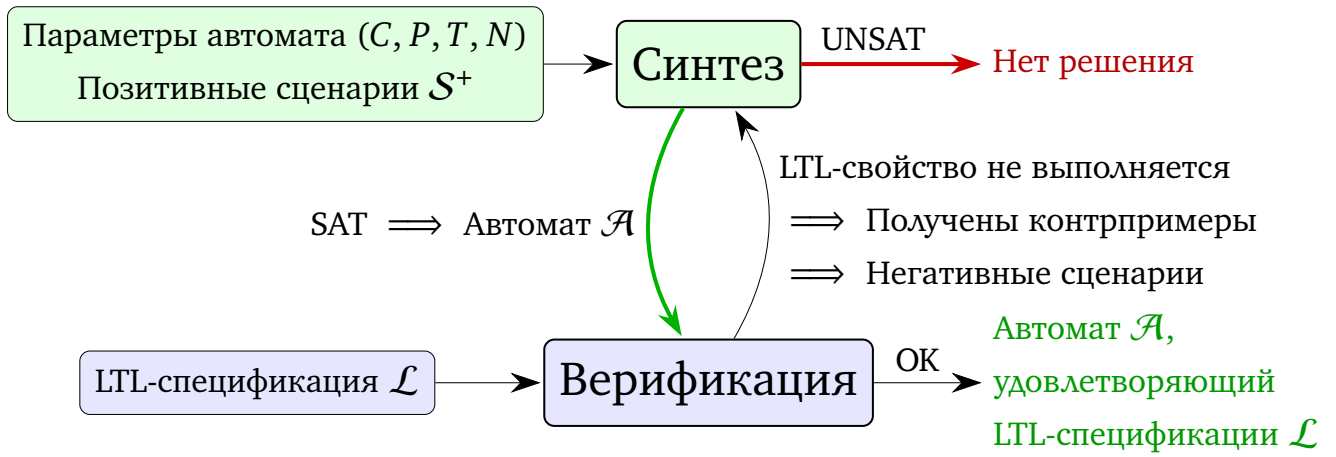 Параметры автомата (C, P, T, N)
Позитивные сценарии 𝓢⁺
Синтез
UNSAT
Нет решения
SAT ⟹ Автомат 𝓐
LTL-свойство не выполняется
⟹ Получены контрпримеры
⟹ Негативные сценарии
LTL-спецификация 𝓛
Верификация
OK
Автомат 𝓐,
удовлетворяющий
LTL-спецификации 𝓛